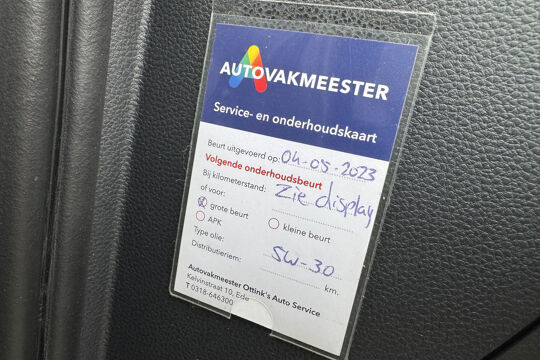 AUTOVAKMEESTER
Service- en onderhoudskaart
Beurt uitgevoerd op: 04-05-2023
Volgende onderhoudsbeurt
Bij kilometerstand: Zie display
of voor:
grote beurt kleine beurt
APK
Type olie: 5W-30
Distributieriem: km.
Autovakmeester Ottink's Auto Service
Kelvinstraat 10, Ede
T 0318-646300